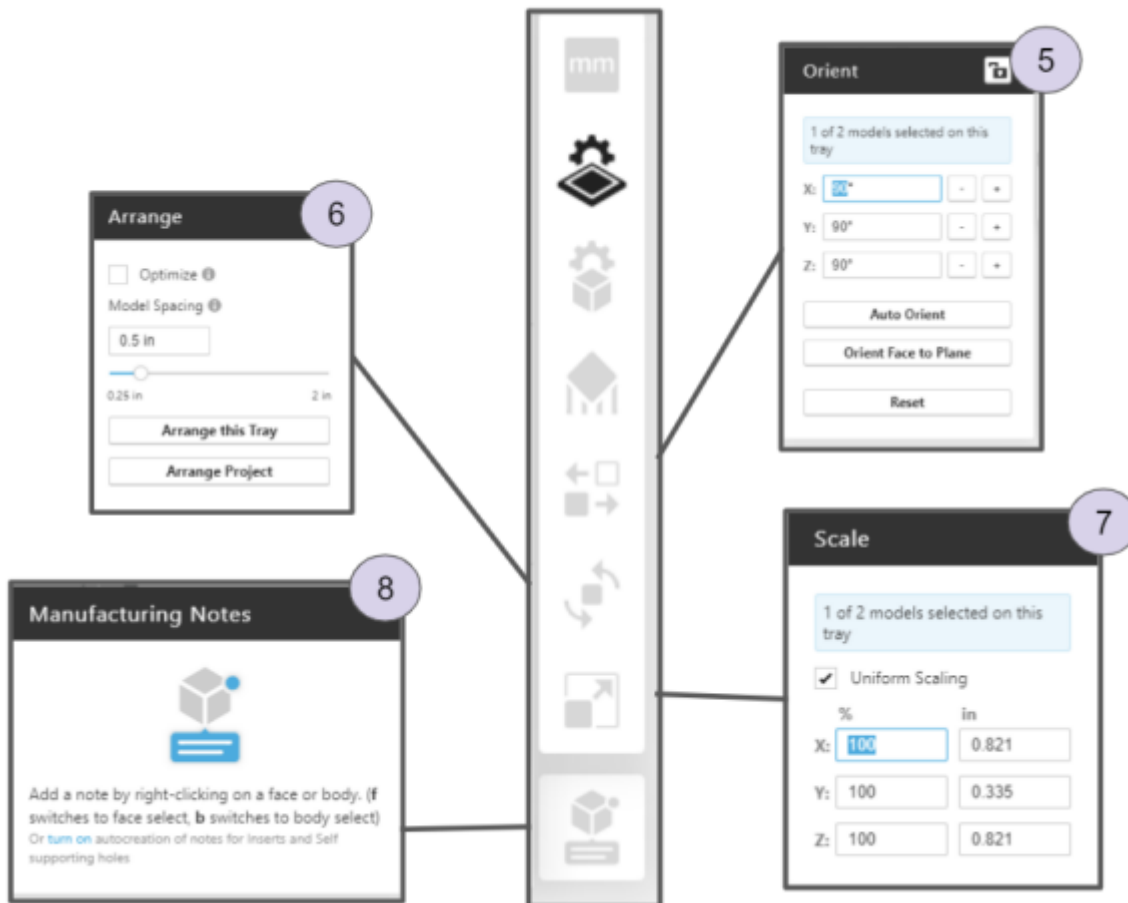 mm
Orient
5
1 of 2 models selected on this
tray
X: 90° - +
Y: 90° - +
Z: 90° - +
Auto Orient
Orient Face to Plane
Reset
6
Arrange
Optimize
Model Spacing
0.5 in
0.25 in 2 in
Arrange this Tray
Arrange Project
7
Scale
1 of 2 models selected on this
tray
Uniform Scaling
% in
X: 100 0.821
Y: 100 0.335
Z: 100 0.821
8
Manufacturing Notes
Add a note by right-clicking on a face or body. (f
switches to face select, b switches to body select)
Or turn on autocreation of notes for Inserts and Self
supporting holes